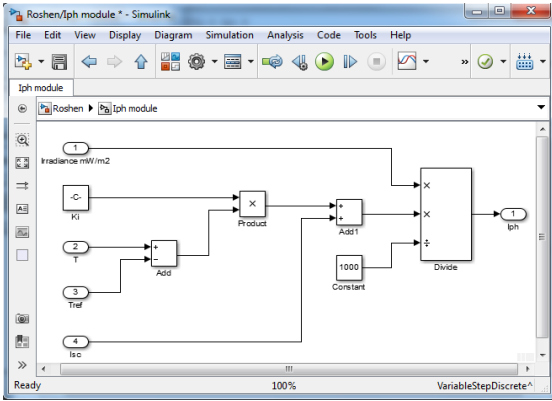 Roshen/Iph module * - Simulink
File Edit View Display Diagram Simulation Analysis Code Tools Help
»
Iph module
Roshen ▶ Iph module
1
Irradiance mW/m2
-C-
Ki
×
Product
+
+
Add1
×
×
÷
Divide
1
Iph
2
T
+
−
Add
1000
Constant
3
Tref
4
Isc
A≡
»
Ready 100% VariableStepDiscrete^